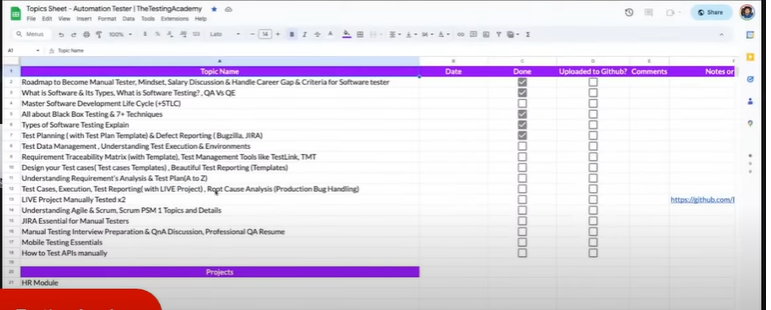 Topics Sheet - Automation Tester | TheTestingAcademy
File Edit View Insert Format Data Tools Extensions Help
Share
Menus 100% 14
A1 Topic Name
A B C D E
1 Topic Name Date Done Uploaded to Github? Comments Notes or
2 Roadmap to Become Manual Tester, Mindset, Salary Discussion & Handle Career Gap & Criteria for Software tester
3 What is Software & Its Types, What is Software Testing? , QA Vs QE
4 Master Software Development Life Cycle (+STLC)
5 All about Black Box Testing & 7+ Techniques
6 Types of Software Testing Explain
7 Test Planning ( with Test Plan Template) & Defect Reporting ( Bugzilla, JIRA)
8 Test Data Management , Understanding Test Execution & Environments
9 Requirement Traceability Matrix (with Template), Test Management Tools like TestLink, TMT
10 Design your Test cases( Test cases Templates) , Beautiful Test Reporting (Templates)
11 Understanding Requirement's Analysis & Test Plan(A to Z)
12 Test Cases, Execution, Test Reporting( with LIVE Project) , Root Cause Analysis (Production Bug Handling)
13 LIVE Project Manually Tested x2 https://github.com/
14 Understanding Agile & Scrum, Scrum PSM 1 Topics and Details
15 JIRA Essential for Manual Testers
16 Manual Testing Interview Preparation & QnA Discussion, Professional QA Resume
17 Mobile Testing Essentials
18 How to Test APIs manually
19
20 Projects
21 HR Module